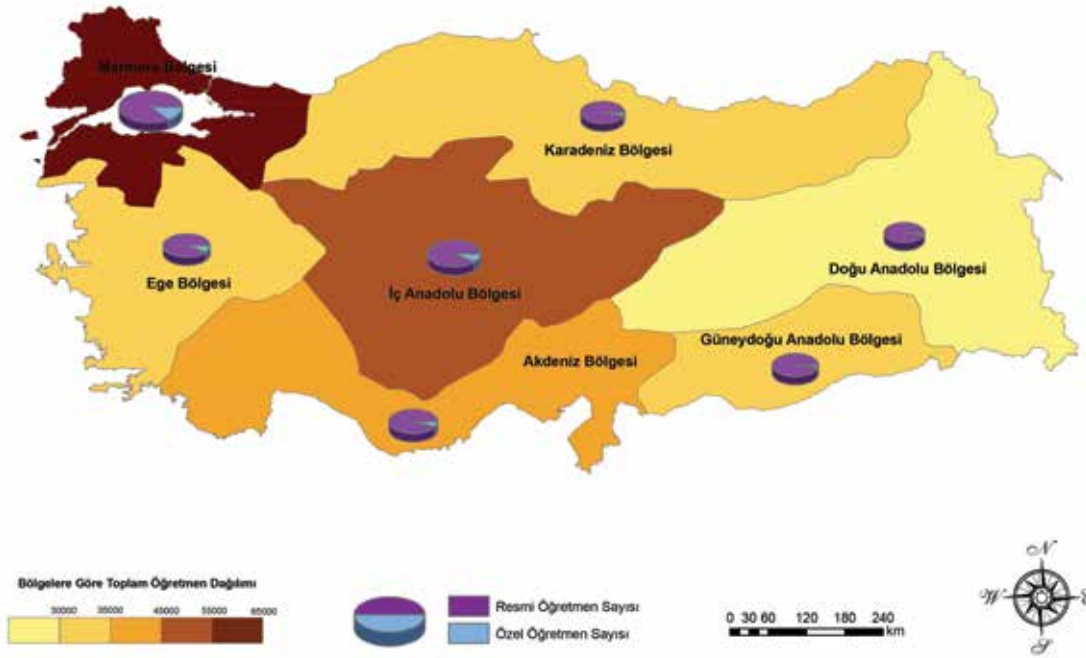 Marmara Bölgesi
Karadeniz Bölgesi
Ege Bölgesi
İç Anadolu Bölgesi
Doğu Anadolu Bölgesi
Akdeniz Bölgesi
Güneydoğu Anadolu Bölgesi
Bölgelere Göre Toplam Öğretmen Dağılımı
30000 35000 40000 55000 65000
Resmi Öğretmen Sayısı
Özel Öğretmen Sayısı
0 30 60 120 180 240
km
N
W E
S